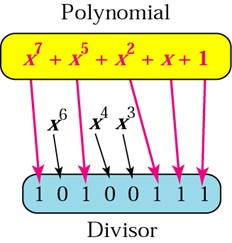 Polynomial
x⁷ + x⁵ + x² + x + 1
x⁶ x⁴ x³
1 0 1 0 0 1 1 1
Divisor